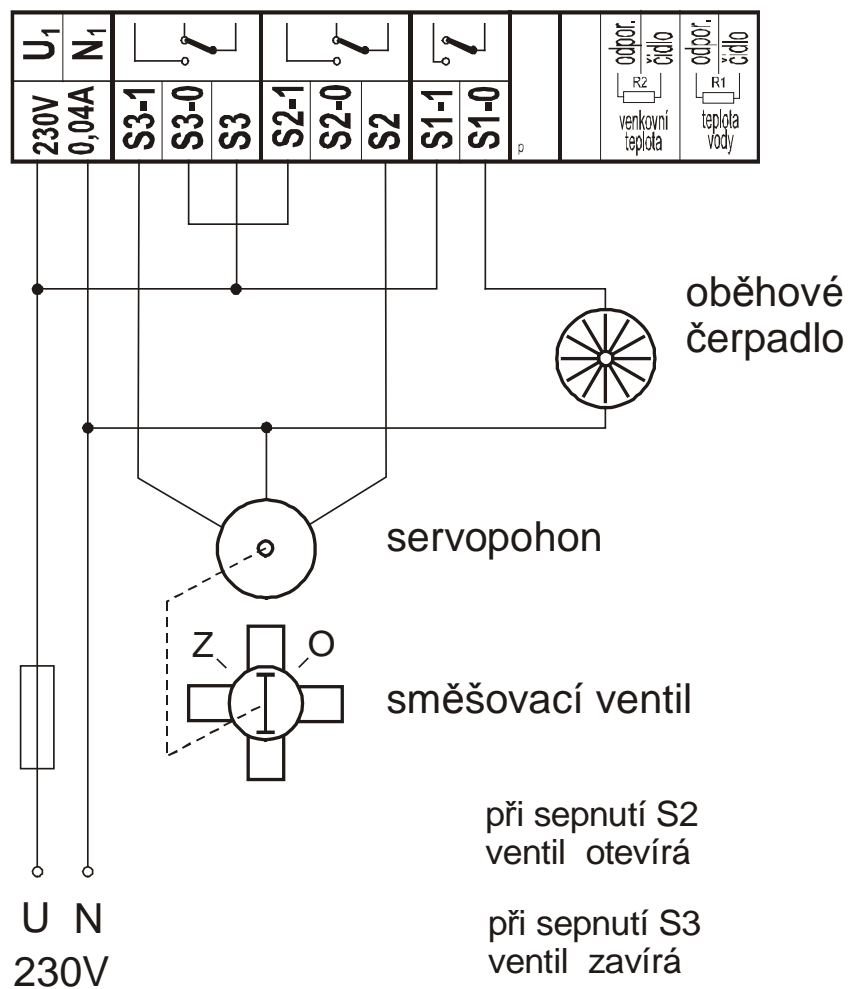 U1
N1
230V
0,04A
S3-1
S3-0
S3
S2-1
S2-0
S2
S1-1
S1-0
p
odpor.
čidlo
R2
venkovní
teplota
odpor.
čidlo
R1
teplota
vody
oběhové
čerpadlo
servopohon
Z
O
směšovací ventil
při sepnutí S2
ventil otevírá
při sepnutí S3
ventil zavírá
U N
230V